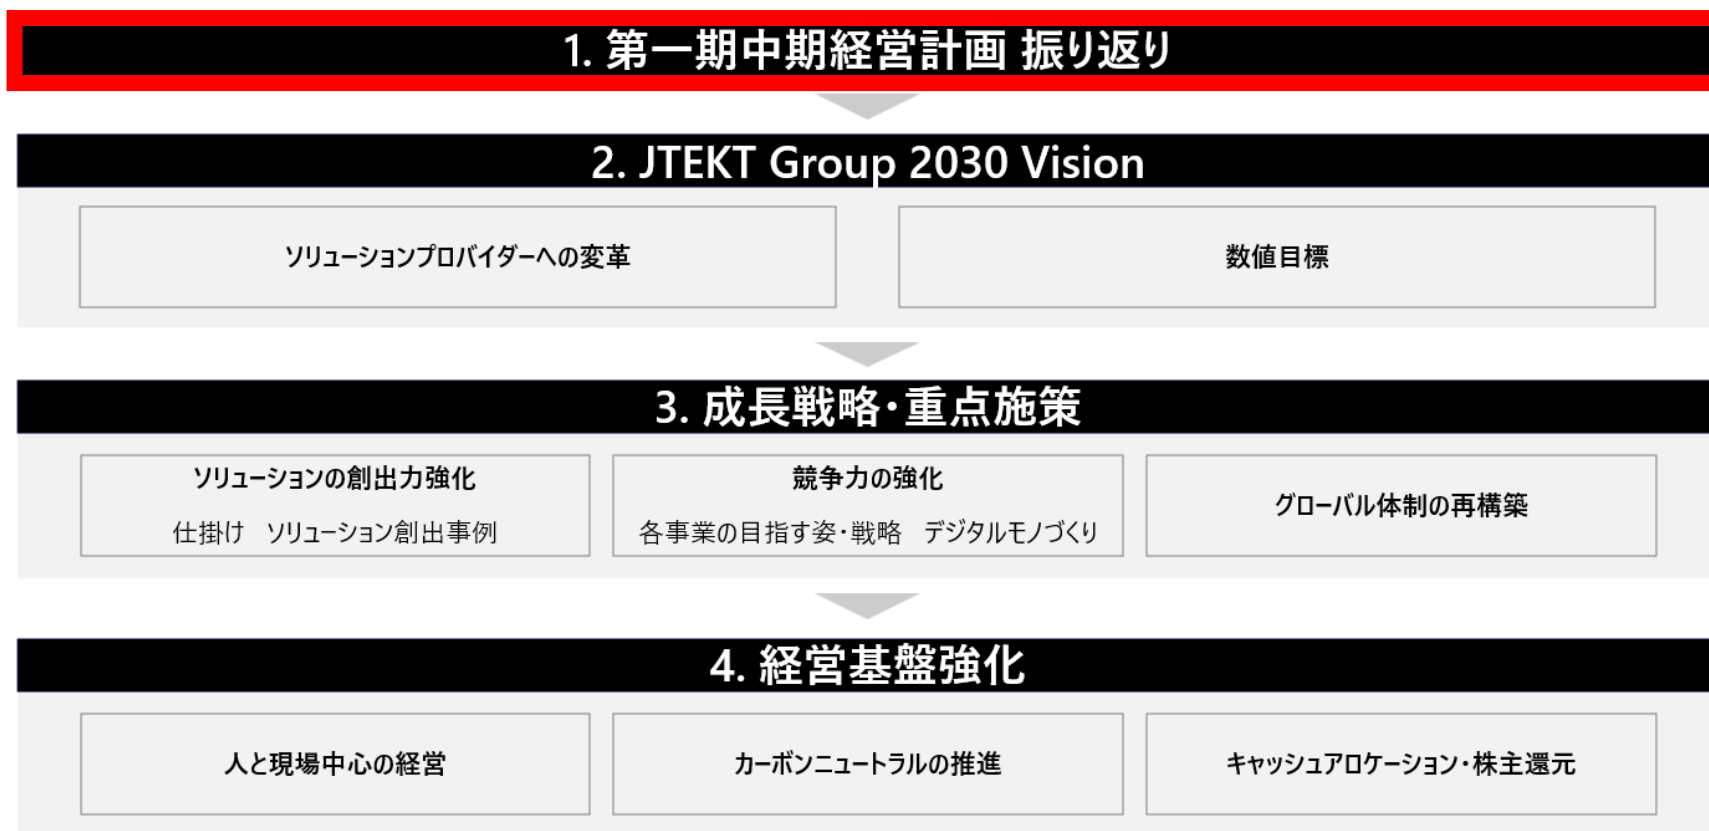 1. 第一期中期経営計画 振り返り
2. JTEKT Group 2030 Vision
ソリューションプロバイダーへの変革
数値目標
3. 成長戦略・重点施策
ソリューションの創出力強化
仕掛け ソリューション創出事例
競争力の強化
各事業の目指す姿・戦略 デジタルモノづくり
グローバル体制の再構築
4. 経営基盤強化
人と現場中心の経営
カーボンニュートラルの推進
キャッシュアロケーション・株主還元